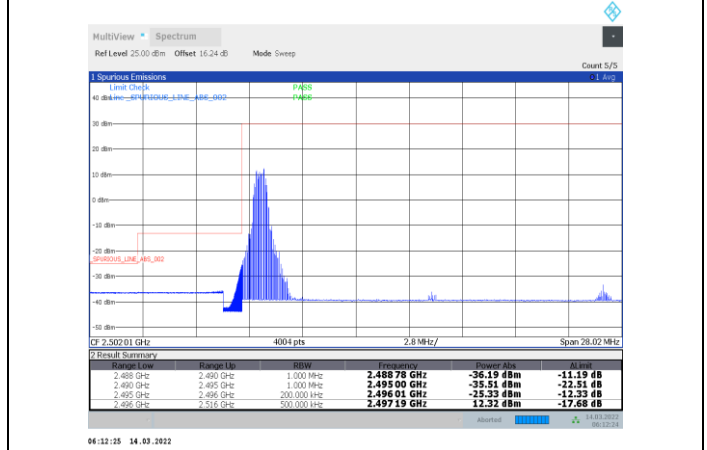 MultiView Spectrum
Ref Level 25.00 dBm Offset 16.24 dB Mode Sweep
Count 5/5
1 Spurious Emissions 1 Avg
Limit Check PASS
40 dBm Line _SPURIOUS_LINE_ABS_002 PASS
30 dBm
20 dBm
10 dBm
0 dBm
-10 dBm
-20 dBm
_SPURIOUS_LINE_ABS_002
-30 dBm
-40 dBm
-50 dBm
CF 2.50201 GHz 4004 pts 2.8 MHz/ Span 28.02 MHz
2 Result Summary
Range Low Range Up RBW Frequency Power Abs ΔLimit
2.488 GHz 2.490 GHz 1.000 MHz 2.48878 GHz -36.19 dBm -11.19 dB
2.490 GHz 2.495 GHz 1.000 MHz 2.49500 GHz -35.51 dBm -22.51 dB
2.495 GHz 2.496 GHz 200.000 kHz 2.49601 GHz -25.33 dBm -12.33 dB
2.496 GHz 2.516 GHz 500.000 kHz 2.49719 GHz 12.32 dBm -17.68 dB
Aborted 14.03.2022
06:12:24
06:12:25 14.03.2022